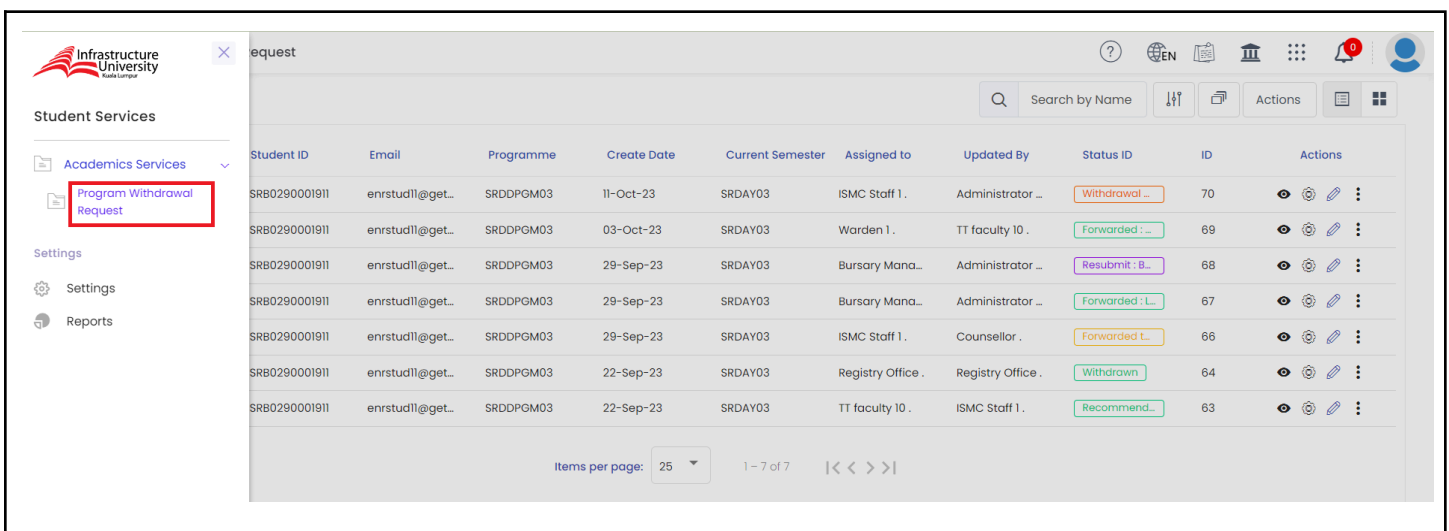 Infrastructure
University
Kuala Lumpur
equest
EN
0
Search by Name
Actions
Student Services
Academics Services
Program Withdrawal
Request
Settings
Settings
Reports
Student ID Email Programme Create Date Current Semester Assigned to Updated By Status ID ID Actions
SRB0290001911 enrstud11@get... SRDDPGM03 11-Oct-23 SRDAY03 ISMC Staff 1 . Administrator ... Withdrawal ... 70
SRB0290001911 enrstud11@get... SRDDPGM03 03-Oct-23 SRDAY03 Warden 1 . TT faculty 10 . Forwarded : ... 69
SRB0290001911 enrstud11@get... SRDDPGM03 29-Sep-23 SRDAY03 Bursary Mana... Administrator ... Resubmit : B... 68
SRB0290001911 enrstud11@get... SRDDPGM03 29-Sep-23 SRDAY03 Bursary Mana... Administrator ... Forwarded : L... 67
SRB0290001911 enrstud11@get... SRDDPGM03 29-Sep-23 SRDAY03 ISMC Staff 1 . Counsellor . Forwarded t... 66
SRB0290001911 enrstud11@get... SRDDPGM03 22-Sep-23 SRDAY03 Registry Office . Registry Office . Withdrawn 64
SRB0290001911 enrstud11@get... SRDDPGM03 22-Sep-23 SRDAY03 TT faculty 10 . ISMC Staff 1 . Recommend... 63
Items per page: 25 1 – 7 of 7